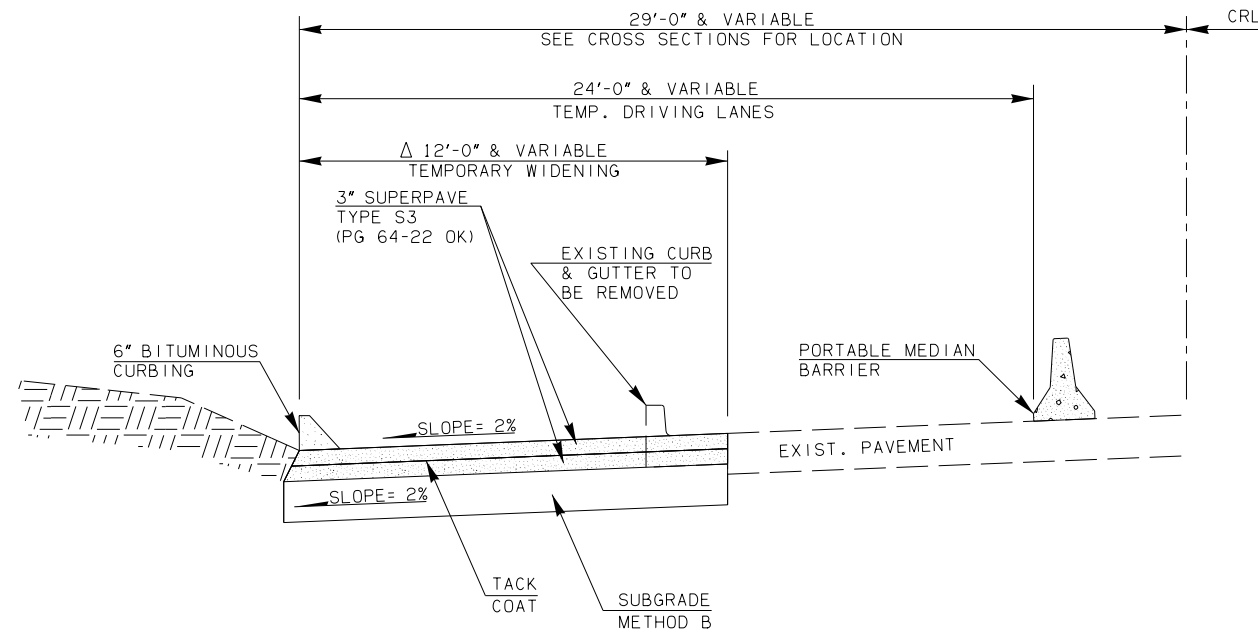 29'-0" & VARIABLE
SEE CROSS SECTIONS FOR LOCATION
CRL
24'-0" & VARIABLE
TEMP. DRIVING LANES
Δ 12'-0" & VARIABLE
TEMPORARY WIDENING
3" SUPERPAVE
TYPE S3
(PG 64-22 OK)
EXISTING CURB
& GUTTER TO
BE REMOVED
6" BITUMINOUS
CURBING
PORTABLE MEDIAN
BARRIER
SLOPE= 2%
EXIST. PAVEMENT
SLOPE= 2%
TACK
COAT
SUBGRADE
METHOD B